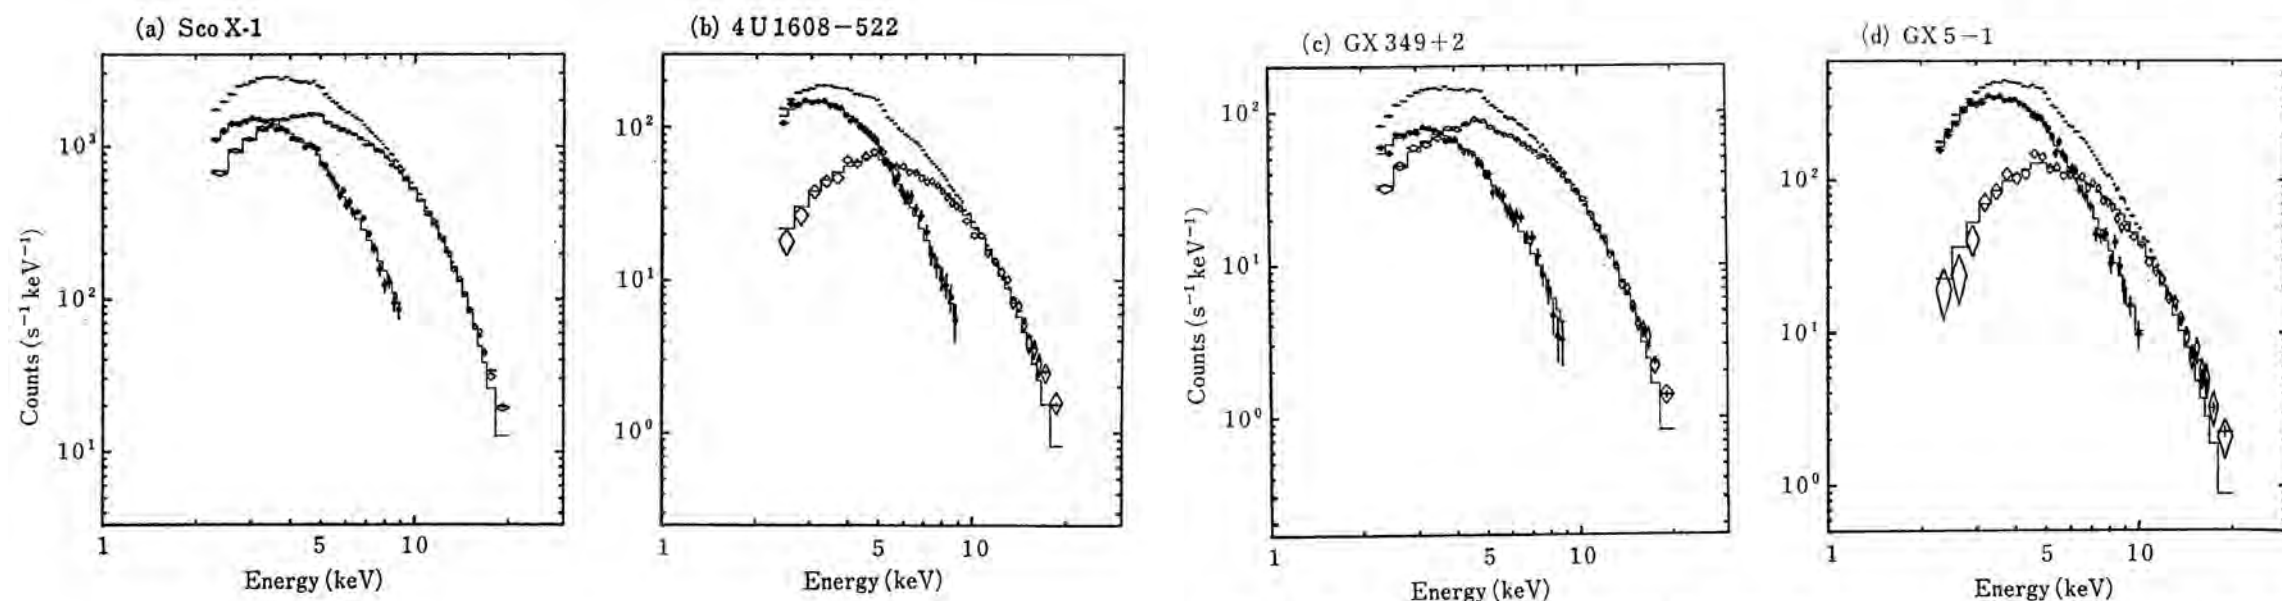 (a) Sco X-1
Counts (s⁻¹ keV⁻¹)
10³
10²
10¹
1
5
10
Energy (keV)
(b) 4U1608−522
10²
10¹
10⁰
1
5
10
Energy (keV)
(c) GX 349+2
Counts (s⁻¹ keV⁻¹)
10²
10¹
10⁰
1
5
10
Energy (keV)
(d) GX 5−1
10²
10¹
10⁰
1
5
10
Energy (keV)